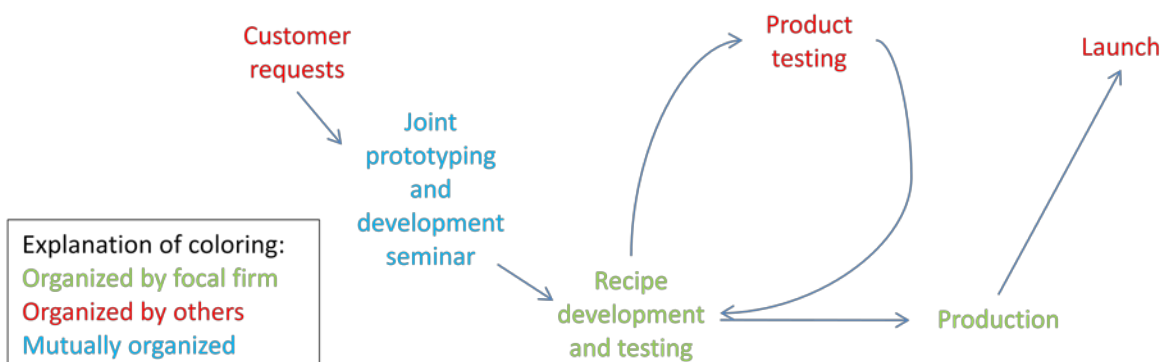 Customer
requests
Joint
prototyping
and
development
seminar
Recipe
development
and testing
Product
testing
Production
Launch
Explanation of coloring:
Organized by focal firm
Organized by others
Mutually organized